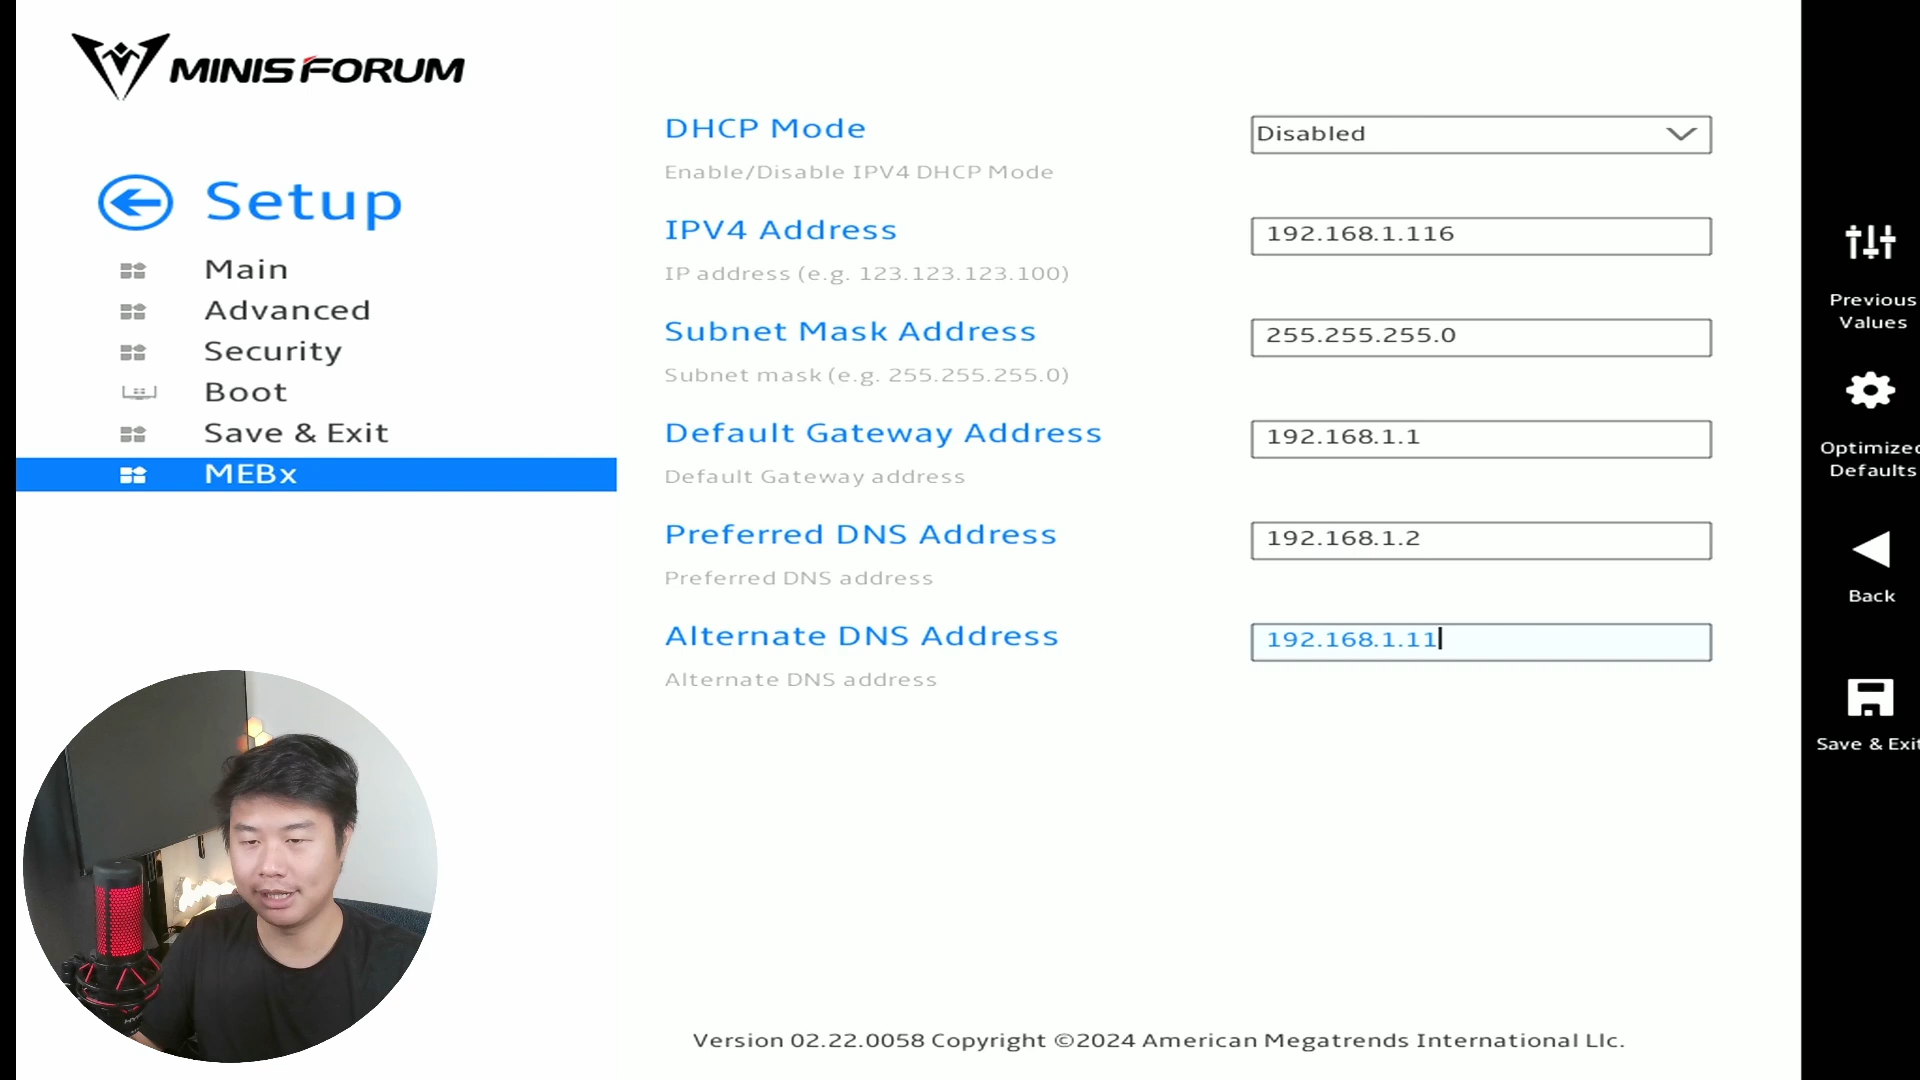 MINISFORUM
Setup
Main
Advanced
Security
Boot
Save & Exit
MEBx
DHCP Mode
Disabled
Enable/Disable IPV4 DHCP Mode
IPV4 Address
192.168.1.116
IP address (e.g. 123.123.123.100)
Subnet Mask Address
255.255.255.0
Subnet mask (e.g. 255.255.255.0)
Default Gateway Address
192.168.1.1
Default Gateway address
Preferred DNS Address
192.168.1.2
Preferred DNS address
Alternate DNS Address
192.168.1.11
Alternate DNS address
Previous
Values
Optimized
Defaults
Back
Save & Exit
Version 02.22.0058 Copyright ©2024 American Megatrends International Llc.